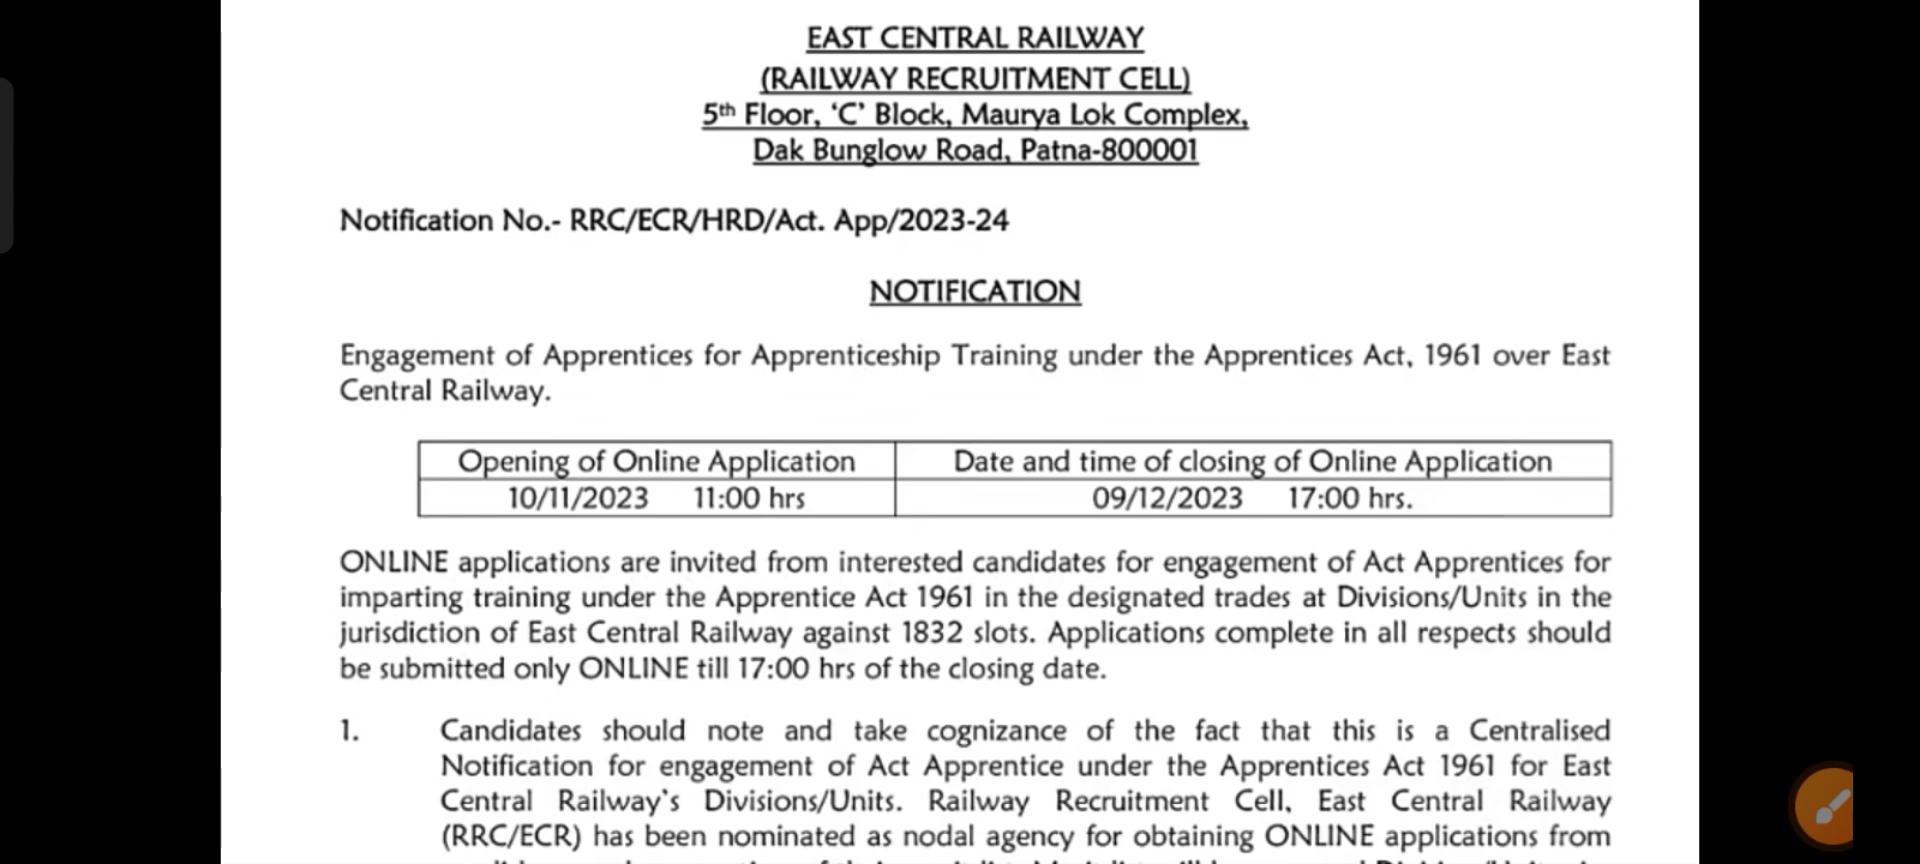 EAST CENTRAL RAILWAY
(RAILWAY RECRUITMENT CELL)
5th Floor, ‘C’ Block, Maurya Lok Complex,
Dak Bunglow Road, Patna-800001
Notification No.- RRC/ECR/HRD/Act. App/2023-24
NOTIFICATION
Engagement of Apprentices for Apprenticeship Training under the Apprentices Act, 1961 over East
Central Railway.
Opening of Online Application Date and time of closing of Online Application
10/11/2023 11:00 hrs 09/12/2023 17:00 hrs.
ONLINE applications are invited from interested candidates for engagement of Act Apprentices for
imparting training under the Apprentice Act 1961 in the designated trades at Divisions/Units in the
jurisdiction of East Central Railway against 1832 slots. Applications complete in all respects should
be submitted only ONLINE till 17:00 hrs of the closing date.
1. Candidates should note and take cognizance of the fact that this is a Centralised
Notification for engagement of Act Apprentice under the Apprentices Act 1961 for East
Central Railway's Divisions/Units. Railway Recruitment Cell, East Central Railway
(RRC/ECR) has been nominated as nodal agency for obtaining ONLINE applications from